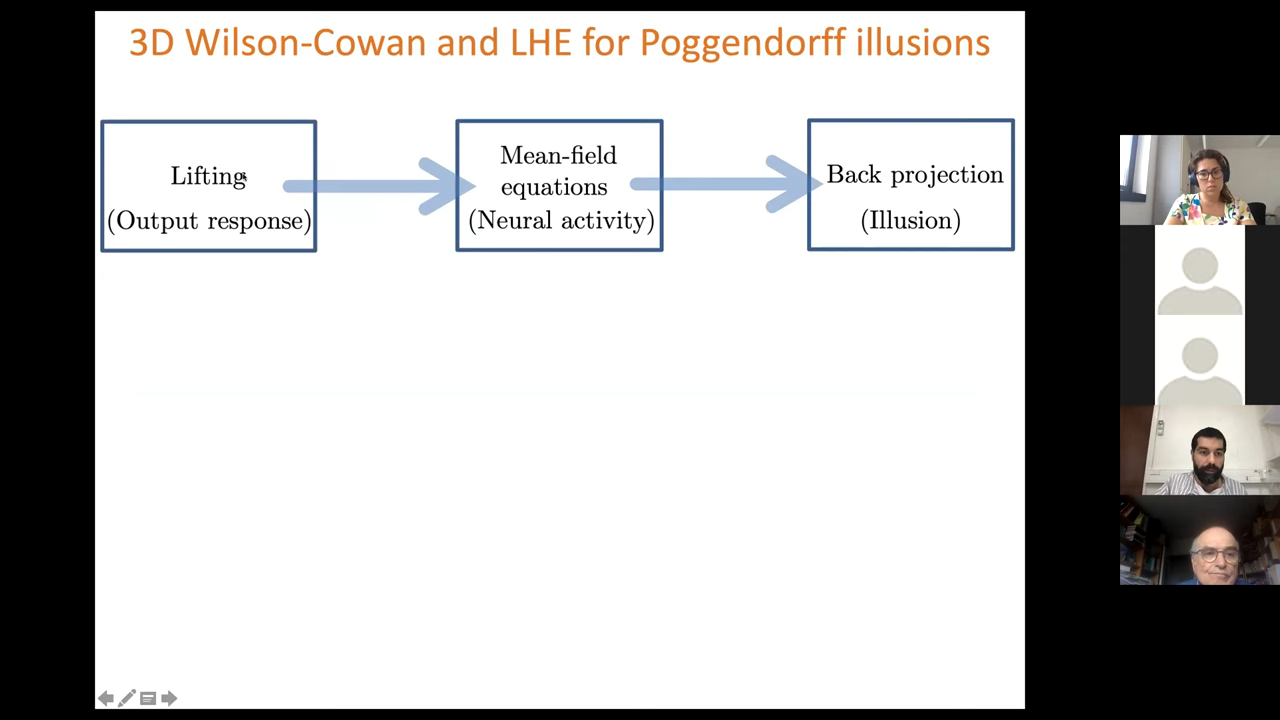 3D Wilson-Cowan and LHE for Poggendorff illusions
Lifting
(Output response)
Mean-field
equations
(Neural activity)
Back projection
(Illusion)